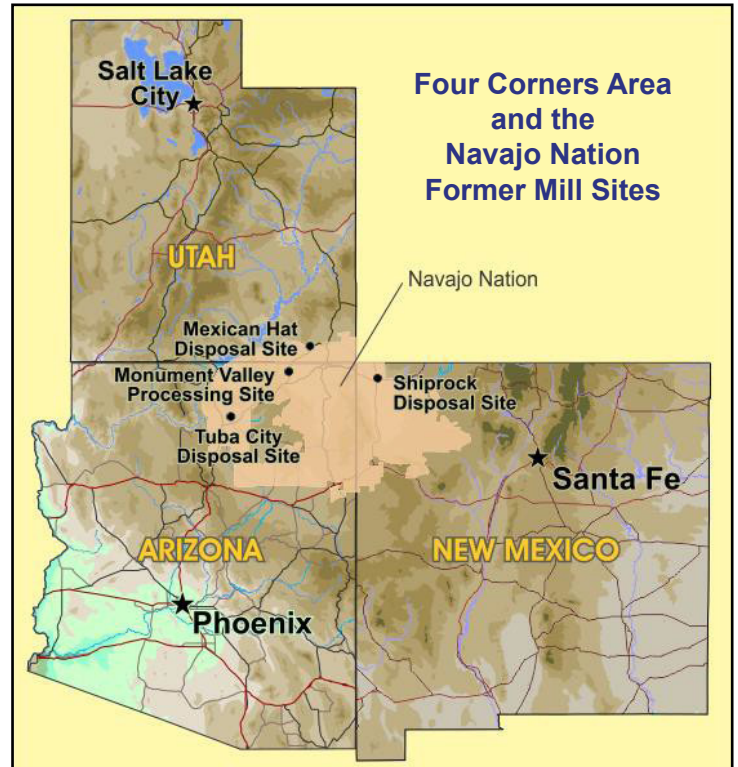 Four Corners Area
and the
Navajo Nation
Former Mill Sites
Salt Lake
City
UTAH
Navajo Nation
Mexican Hat
Disposal Site
Monument Valley
Processing Site
Shiprock
Disposal Site
Tuba City
Disposal Site
Santa Fe
ARIZONA
NEW MEXICO
Phoenix